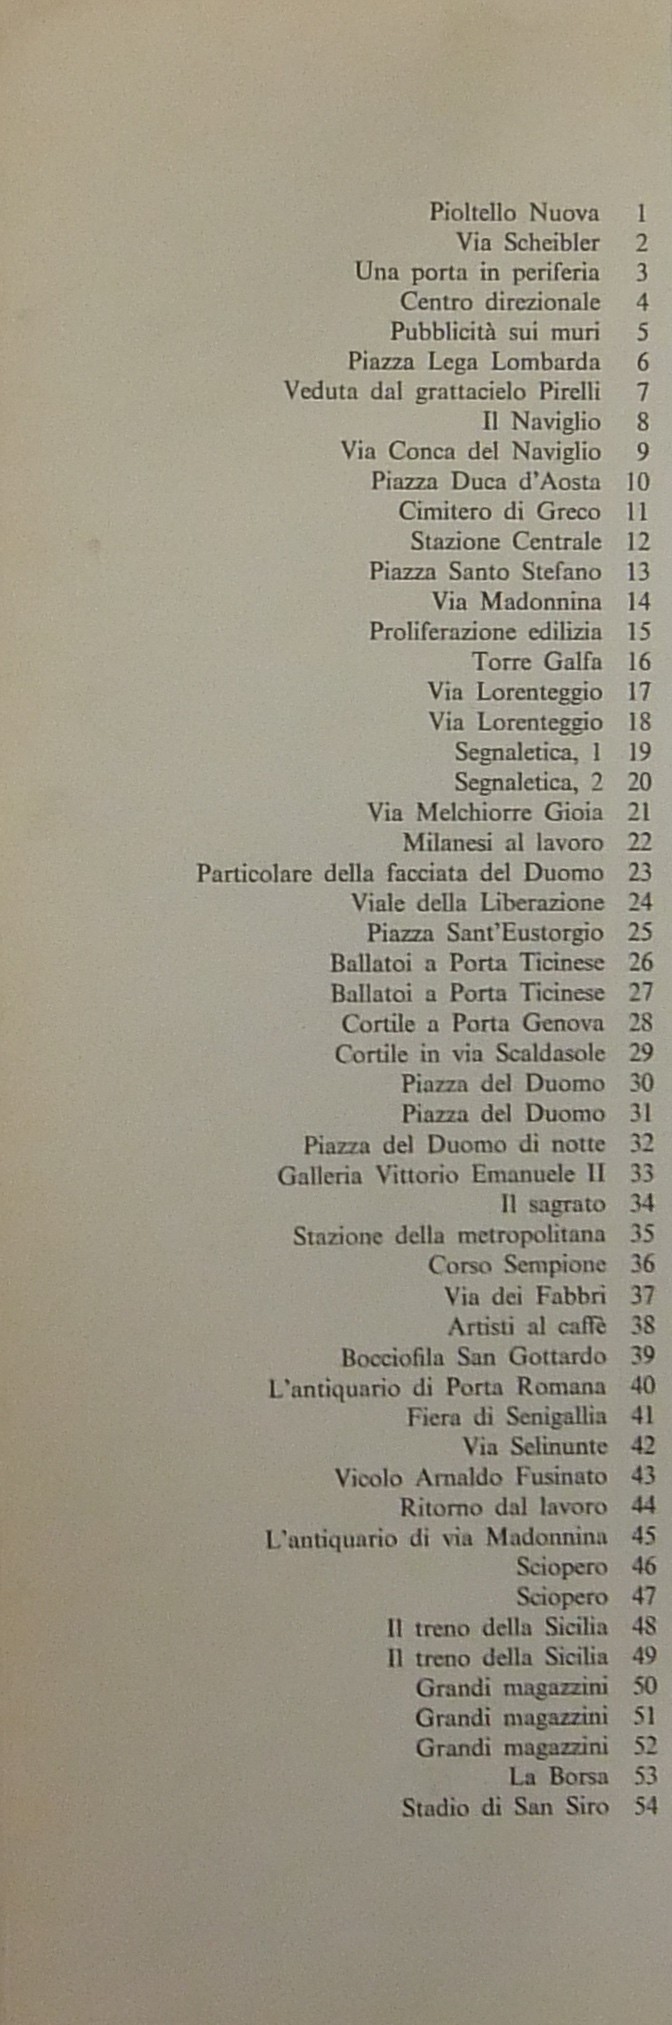 Pioltello Nuova 1
Via Scheibler 2
Una porta in periferia 3
Centro direzionale 4
Pubblicità sui muri 5
Piazza Lega Lombarda 6
Veduta dal grattacielo Pirelli 7
Il Naviglio 8
Via Conca del Naviglio 9
Piazza Duca d'Aosta 10
Cimitero di Greco 11
Stazione Centrale 12
Piazza Santo Stefano 13
Via Madonnina 14
Proliferazione edilizia 15
Torre Galfa 16
Via Lorenteggio 17
Via Lorenteggio 18
Segnaletica, 1 19
Segnaletica, 2 20
Via Melchiorre Gioia 21
Milanesi al lavoro 22
Particolare della facciata del Duomo 23
Viale della Liberazione 24
Piazza Sant'Eustorgio 25
Ballatoi a Porta Ticinese 26
Ballatoi a Porta Ticinese 27
Cortile a Porta Genova 28
Cortile in via Scaldasole 29
Piazza del Duomo 30
Piazza del Duomo 31
Piazza del Duomo di notte 32
Galleria Vittorio Emanuele II 33
Il sagrato 34
Stazione della metropolitana 35
Corso Sempione 36
Via dei Fabbri 37
Artisti al caffè 38
Bocciofila San Gottardo 39
L'antiquario di Porta Romana 40
Fiera di Senigallia 41
Via Selinunte 42
Vicolo Arnaldo Fusinato 43
Ritorno dal lavoro 44
L'antiquario di via Madonnina 45
Sciopero 46
Sciopero 47
Il treno della Sicilia 48
Il treno della Sicilia 49
Grandi magazzini 50
Grandi magazzini 51
Grandi magazzini 52
La Borsa 53
Stadio di San Siro 54